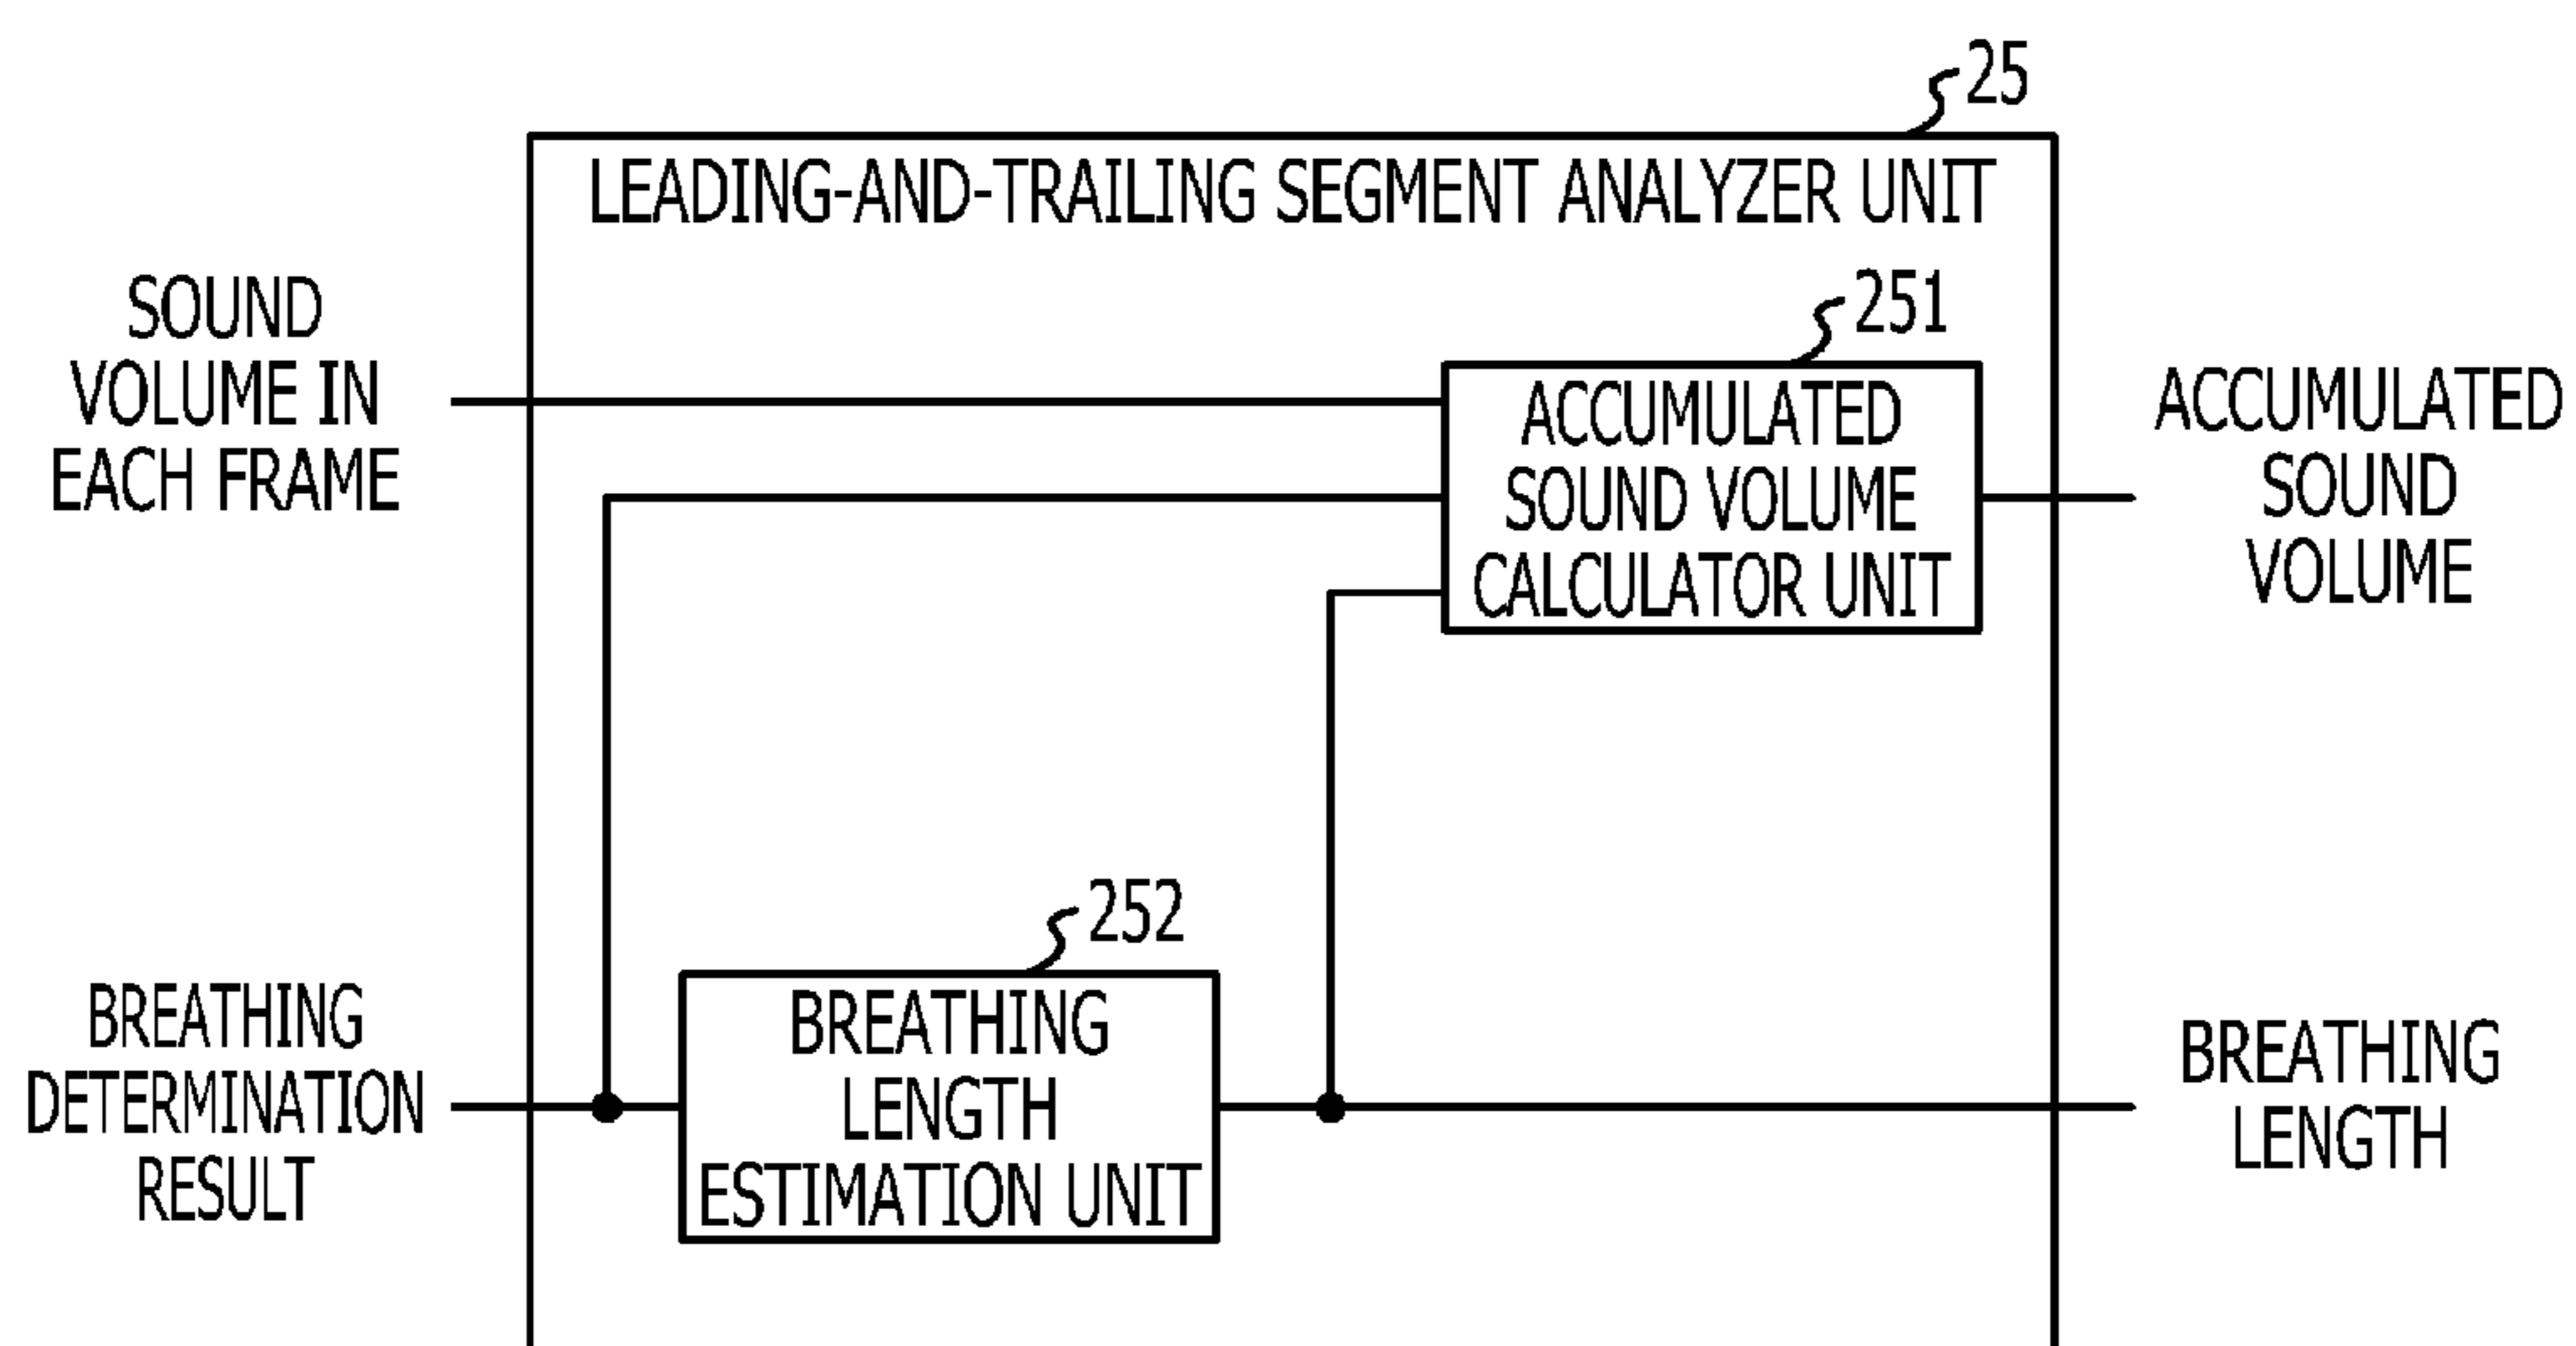 25
LEADING-AND-TRAILING SEGMENT ANALYZER UNIT
SOUND
VOLUME IN
EACH FRAME
251
ACCUMULATED
SOUND VOLUME
CALCULATOR UNIT
ACCUMULATED
SOUND
VOLUME
252
BREATHING
DETERMINATION
RESULT
BREATHING
LENGTH
ESTIMATION UNIT
BREATHING
LENGTH